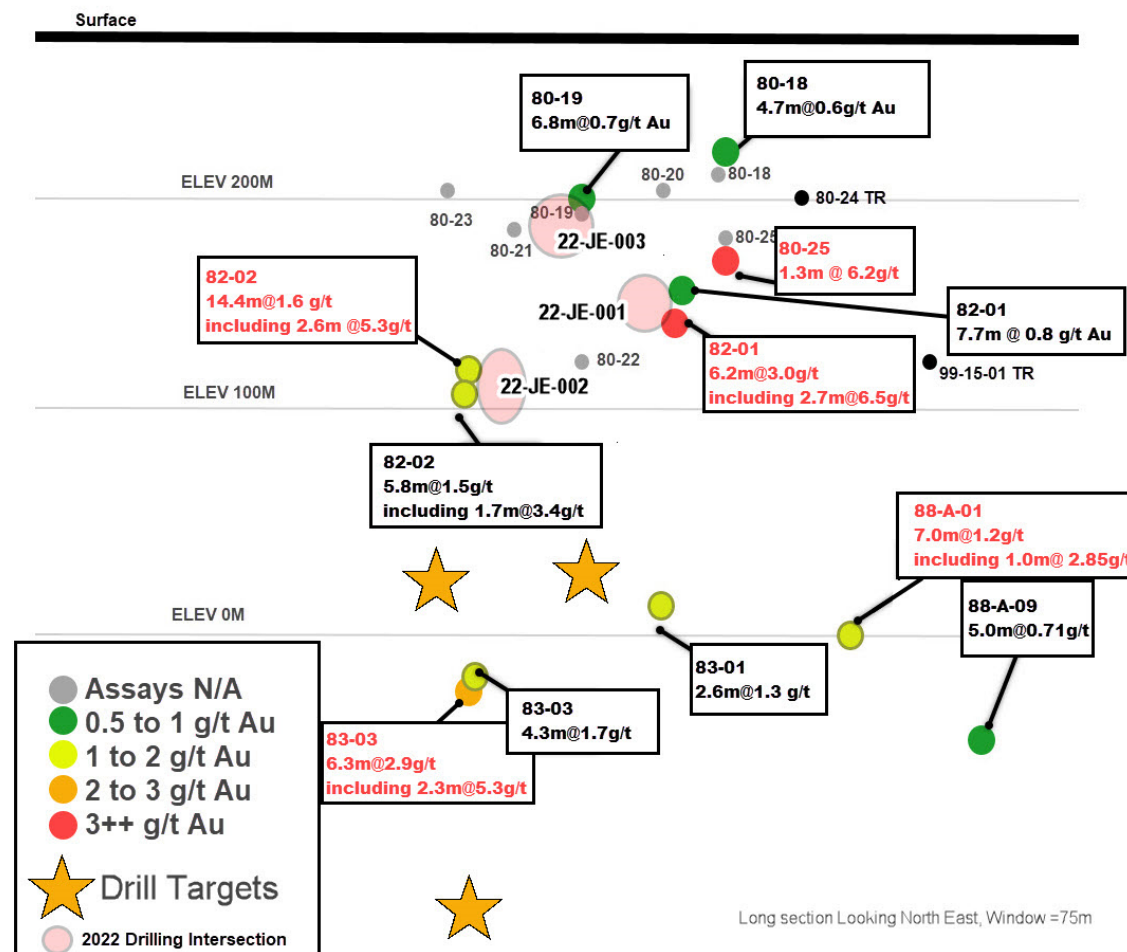 Surface
80-18
4.7m@0.6g/t Au
80-19
6.8m@0.7g/t Au
80-20
80-18
ELEV 200M
80-24 TR
80-23
80-19
80-21
22-JE-003
80-25
80-25
1.3m @ 6.2g/t
82-02
14.4m@1.6 g/t
including 2.6m @5.3g/t
22-JE-001
82-01
7.7m @ 0.8 g/t Au
82-01
6.2m@3.0g/t
including 2.7m@6.5g/t
80-22
99-15-01 TR
22-JE-002
ELEV 100M
82-02
5.8m@1.5g/t
including 1.7m@3.4g/t
88-A-01
7.0m@1.2g/t
including 1.0m@ 2.85g/t
88-A-09
5.0m@0.71g/t
ELEV 0M
83-01
2.6m@1.3 g/t
83-03
4.3m@1.7g/t
83-03
6.3m@2.9g/t
including 2.3m@5.3g/t
Assays N/A
0.5 to 1 g/t Au
1 to 2 g/t Au
2 to 3 g/t Au
3++ g/t Au
Drill Targets
2022 Drilling Intersection
Long section Looking North East, Window =75m